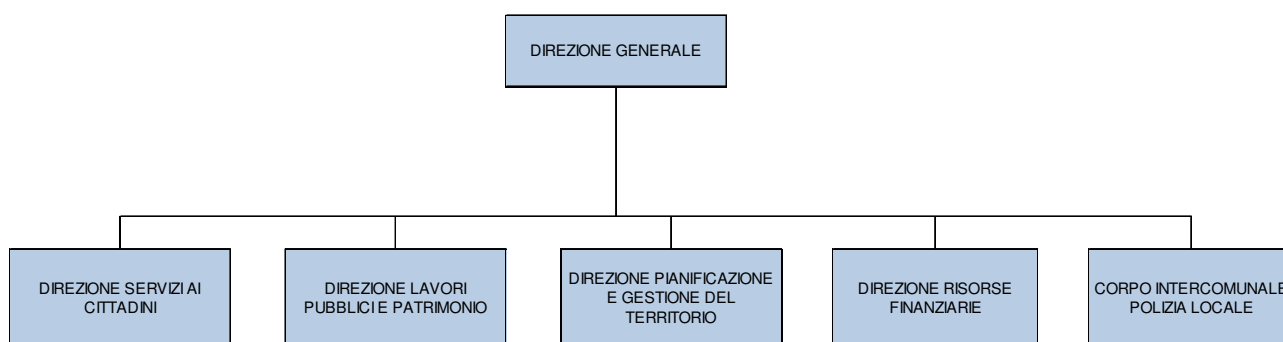 DIREZIONE GENERALE
DIREZIONE SERVIZI AI
CITTADINI
DIREZIONE LAVORI
PUBBLICI E PATRIMONIO
DIREZIONE PIANIFICAZIONE
E GESTIONE DEL
TERRITORIO
DIREZIONE RISORSE
FINANZIARIE
CORPO INTERCOMUNALE
POLIZIA LOCALE